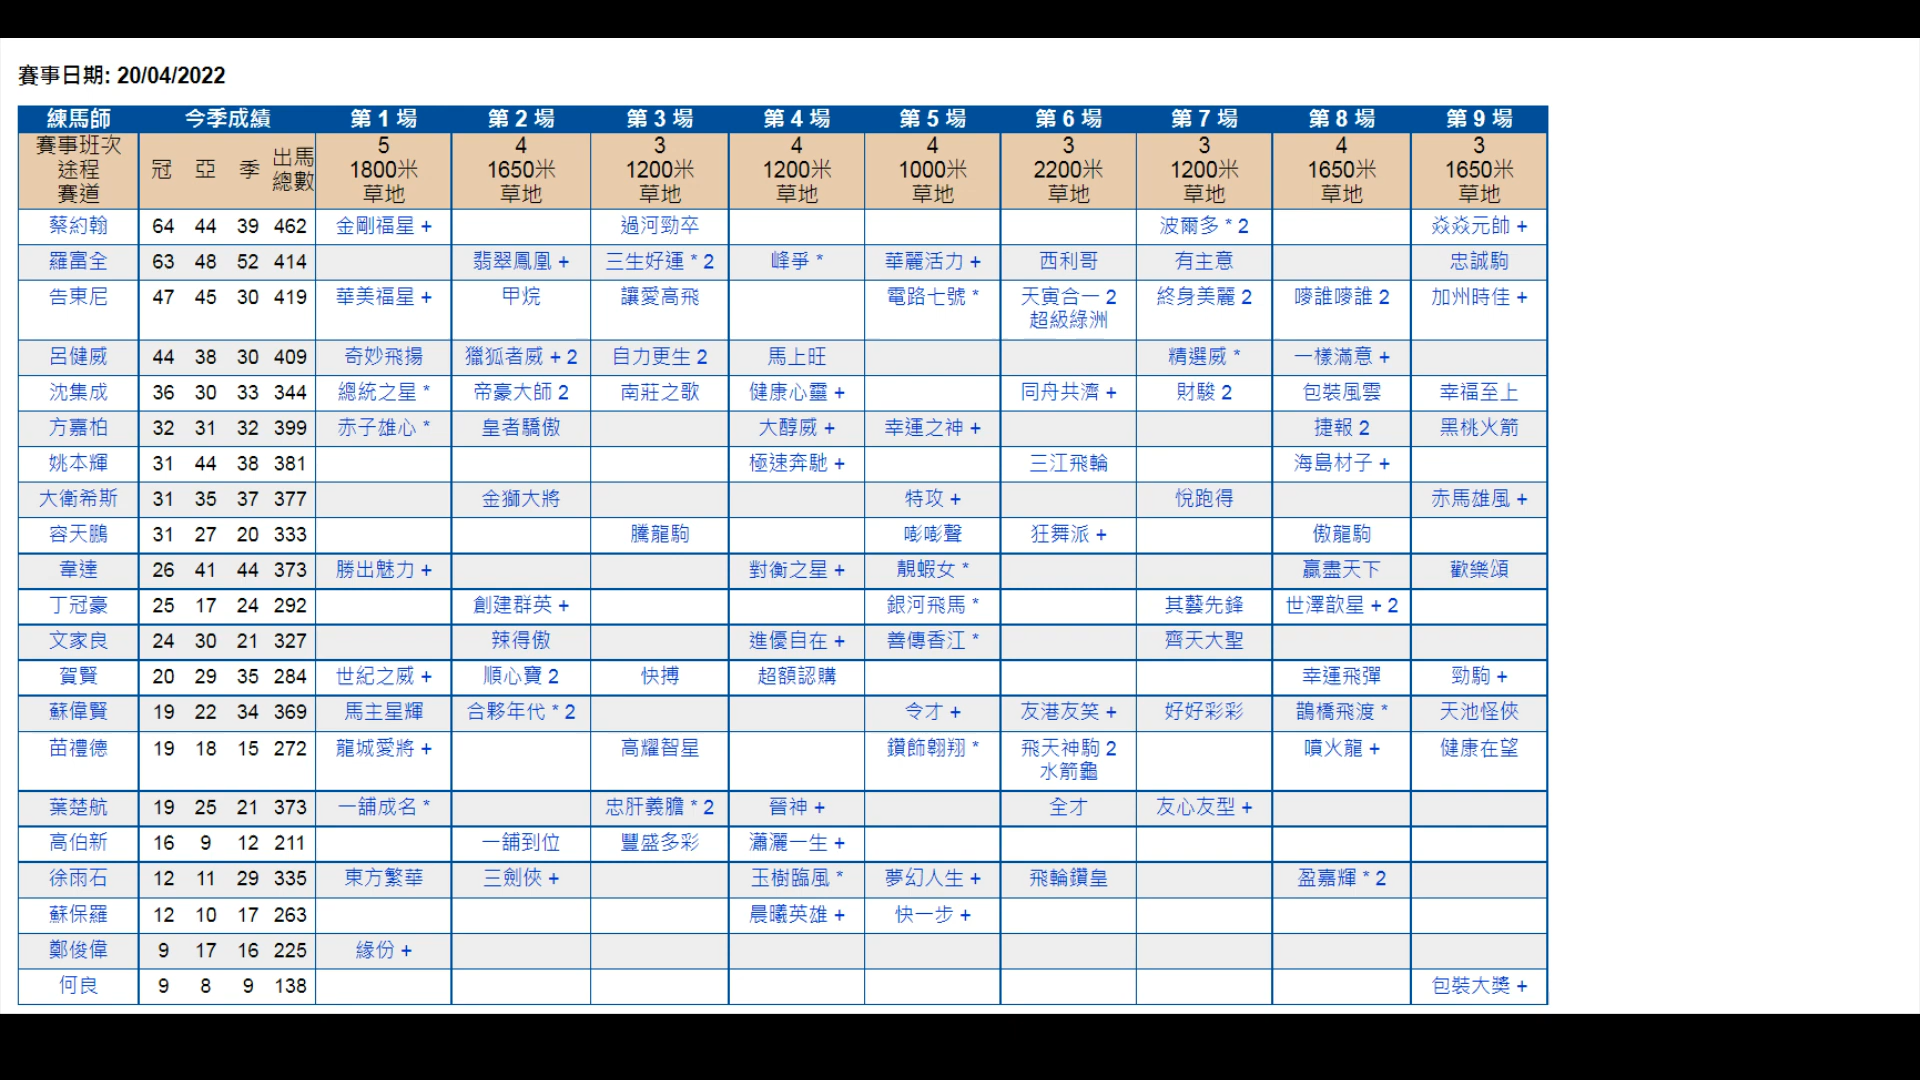 賽事日期: 20/04/2022
練馬師 今季成績 第 1 場 第 2 場 第 3 場 第 4 場 第 5 場 第 6 場 第 7 場 第 8 場 第 9 場
賽事班次 冠 亞 季 出馬 5 4 3 4 4 3 3 4 3
途程 總數 1800米 1650米 1200米 1200米 1000米 2200米 1200米 1650米 1650米
賽道 草地 草地 草地 草地 草地 草地 草地 草地 草地
蔡約翰 64 44 39 462 金剛福星 + 過河勁卒 波爾多 * 2 焱焱元帥 +
羅富全 63 48 52 414 翡翠鳳凰 + 三生好運 * 2 峰爭 * 華麗活力 + 西利哥 有主意 忠誠駒
告東尼 47 45 30 419 華美福星 + 甲烷 讓愛高飛 電路七號 * 天寅合一 2 終身美麗 2 嘜誰嘜誰 2 加州時佳 +
超級綠洲
呂健威 44 38 30 409 奇妙飛揚 獵狐者威 + 2 自力更生 2 馬上旺 精選威 * 一樣滿意 +
沈集成 36 30 33 344 總統之星 * 帝豪大師 2 南莊之歌 健康心靈 + 同舟共濟 + 財駿 2 包裝風雲 幸福至上
方嘉柏 32 31 32 399 赤子雄心 * 皇者驕傲 大醇威 + 幸運之神 + 捷報 2 黑桃火箭
姚本輝 31 44 38 381 極速奔馳 + 三江飛輪 海島材子 +
大衛希斯 31 35 37 377 金獅大將 特攻 + 悅跑得 赤馬雄風 +
容天鵬 31 27 20 333 騰龍駒 嘭嘭聲 狂舞派 + 傲龍駒
韋達 26 41 44 373 勝出魅力 + 對衡之星 + 靚蝦女 * 贏盡天下 歡樂頌
丁冠豪 25 17 24 292 創建群英 + 銀河飛馬 * 其藝先鋒 世澤歆星 + 2
文家良 24 30 21 327 辣得傲 進優自在 + 善傳香江 * 齊天大聖
賀賢 20 29 35 284 世紀之威 + 順心寶 2 快搏 超額認購 幸運飛彈 勁駒 +
蘇偉賢 19 22 34 369 馬主星輝 合夥年代 * 2 令才 + 友港友笑 + 好好彩彩 鵲橋飛渡 * 天池怪俠
苗禮德 19 18 15 272 龍城愛將 + 高耀智星 鑽飾翱翔 * 飛天神駒 2 噴火龍 + 健康在望
水箭龜
葉楚航 19 25 21 373 一舖成名 * 忠肝義膽 * 2 晉神 + 全才 友心友型 +
高伯新 16 9 12 211 一舖到位 豐盛多彩 瀟灑一生 +
徐雨石 12 11 29 335 東方繁華 三劍俠 + 玉樹臨風 * 夢幻人生 + 飛輪鑽皇 盈嘉輝 * 2
蘇保羅 12 10 17 263 晨曦英雄 + 快一步 +
鄭俊偉 9 17 16 225 緣份 +
何良 9 8 9 138 包裝大獎 +